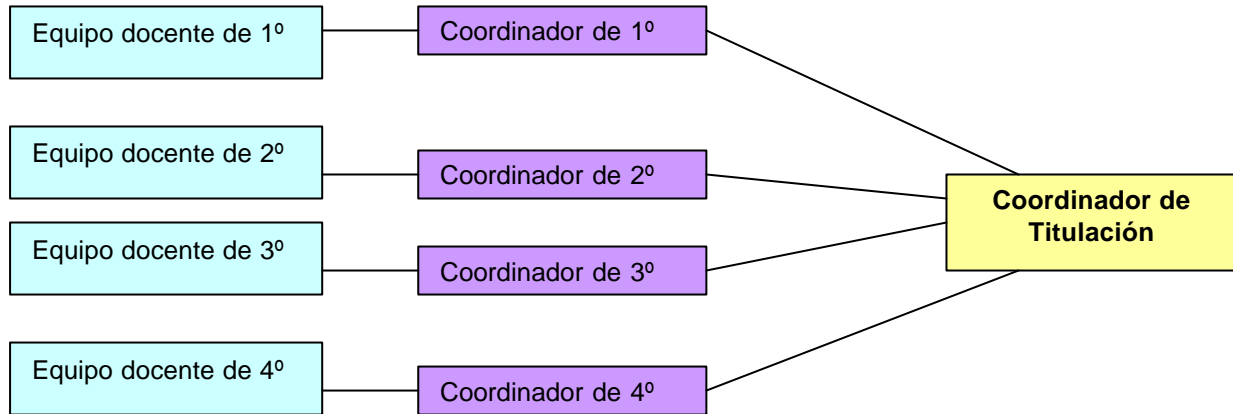 Equipo docente de 1º
Coordinador de 1º
Equipo docente de 2º
Coordinador de 2º
Equipo docente de 3º
Coordinador de 3º
Equipo docente de 4º
Coordinador de 4º
Coordinador de
Titulación